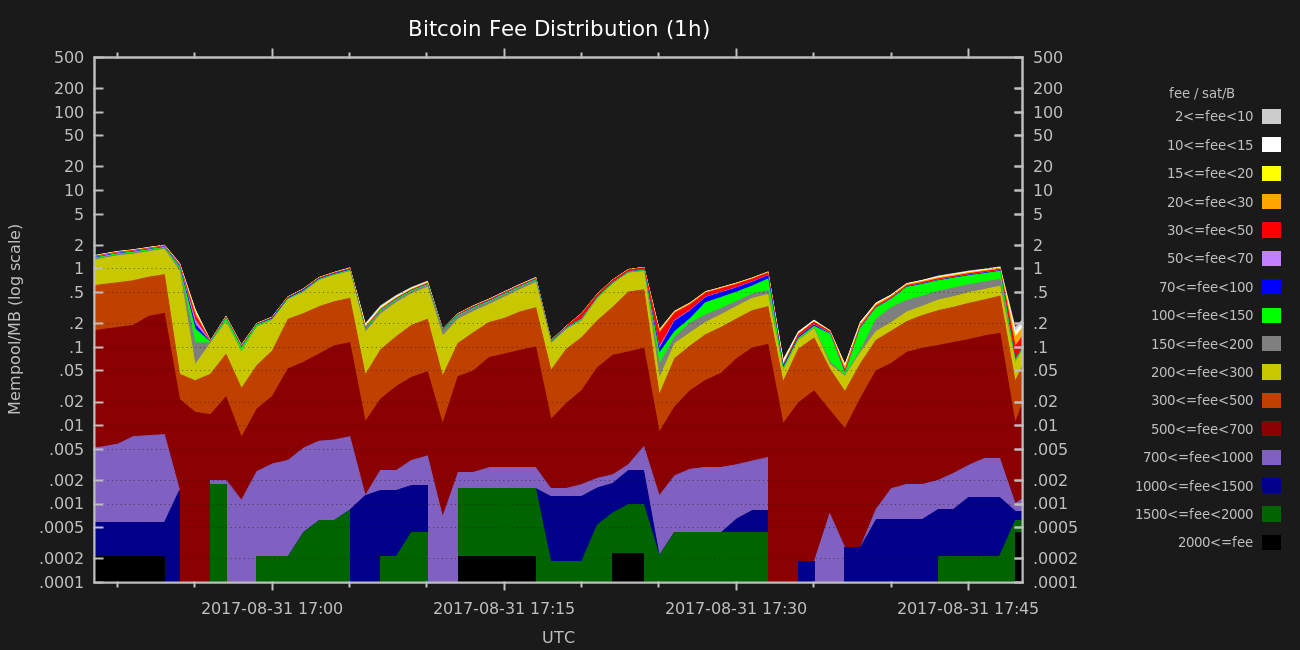 Bitcoin Fee Distribution (1h)
Mempool/MB (log scale)
500
200
100
50
20
10
5
2
1
.5
.2
.1
.05
.02
.01
.005
.002
.001
.0005
.0002
.0001
500
200
100
50
20
10
5
2
1
.5
.2
.1
.05
.02
.01
.005
.002
.001
.0005
.0002
.0001
2017-08-31 17:00
2017-08-31 17:15
2017-08-31 17:30
2017-08-31 17:45
UTC
fee / sat/B
2<=fee<10
10<=fee<15
15<=fee<20
20<=fee<30
30<=fee<50
50<=fee<70
70<=fee<100
100<=fee<150
150<=fee<200
200<=fee<300
300<=fee<500
500<=fee<700
700<=fee<1000
1000<=fee<1500
1500<=fee<2000
2000<=fee